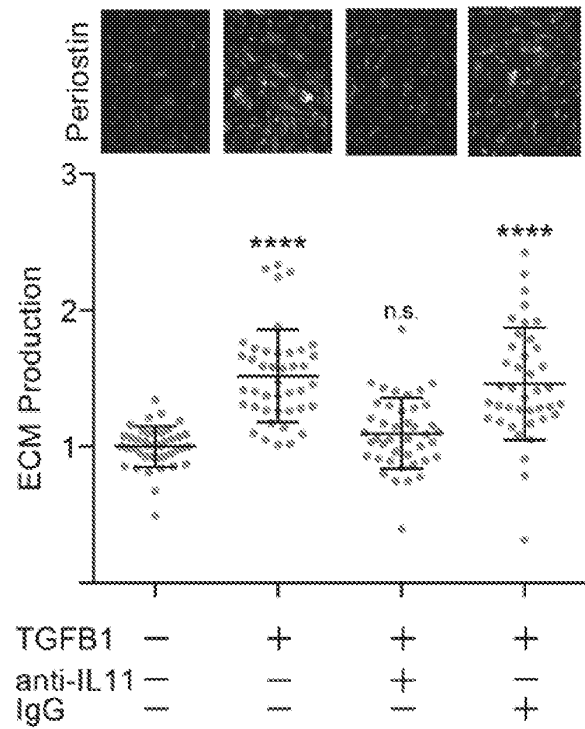 Periostin
3
2
1
ECM Production
****
n.s.
****
TGFB1 – + + +
anti-IL11 – – + –
IgG – – – +